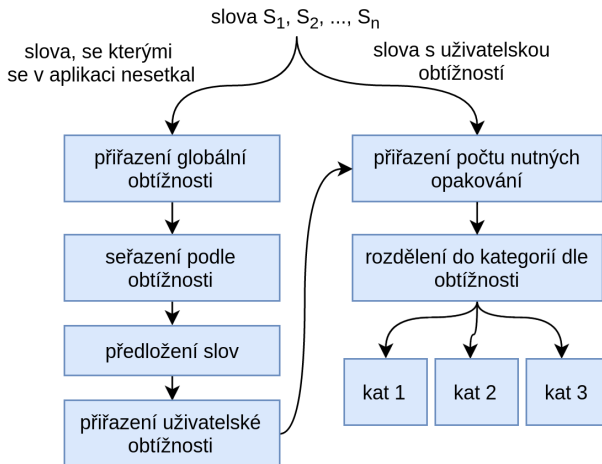 slova S₁, S₂, ..., Sₙ
slova, se kterými
se v aplikaci nesetkal
slova s uživatelskou
obtížností
přiřazení globální
obtížnosti
seřazení podle
obtížnosti
předložení slov
přiřazení uživatelské
obtížnosti
přiřazení počtu nutných
opakování
rozdělení do kategorií dle
obtížnosti
kat 1
kat 2
kat 3